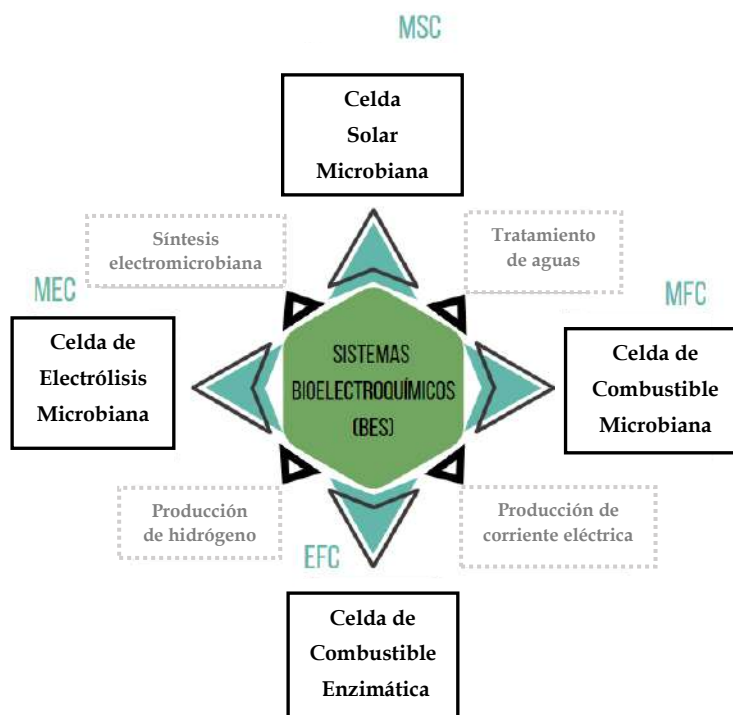 MSC
Celda
Solar
Microbiana
Síntesis
electromicrobiana
Tratamiento
de aguas
MEC
MFC
Celda de
Electrólisis
Microbiana
SISTEMAS
BIOELECTROQUÍMICOS
(BES)
Celda de
Combustible
Microbiana
Producción
de hidrógeno
Producción de
corriente eléctrica
EFC
Celda de
Combustible
Enzimática